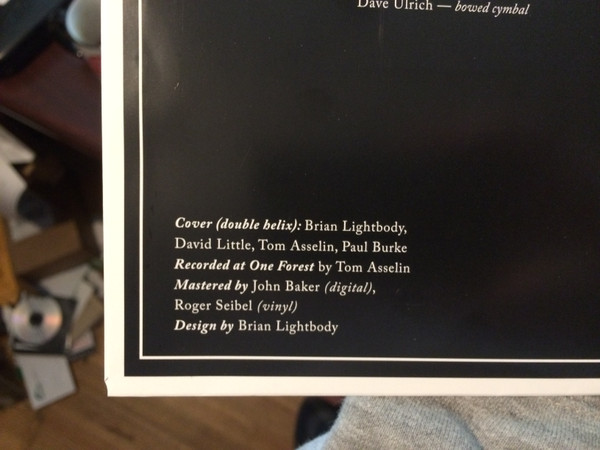 Dave Ulrich — bowed cymbal
Cover (double helix): Brian Lightbody,
David Little, Tom Asselin, Paul Burke
Recorded at One Forest by Tom Asselin
Mastered by John Baker (digital),
Roger Seibel (vinyl)
Design by Brian Lightbody